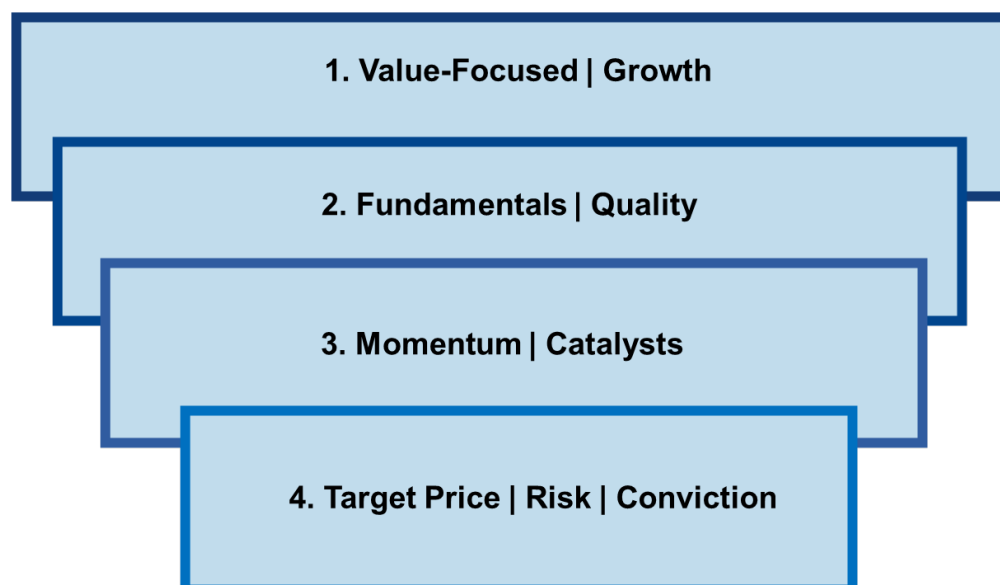 1. Value-Focused | Growth
2. Fundamentals | Quality
3. Momentum | Catalysts
4. Target Price | Risk | Conviction